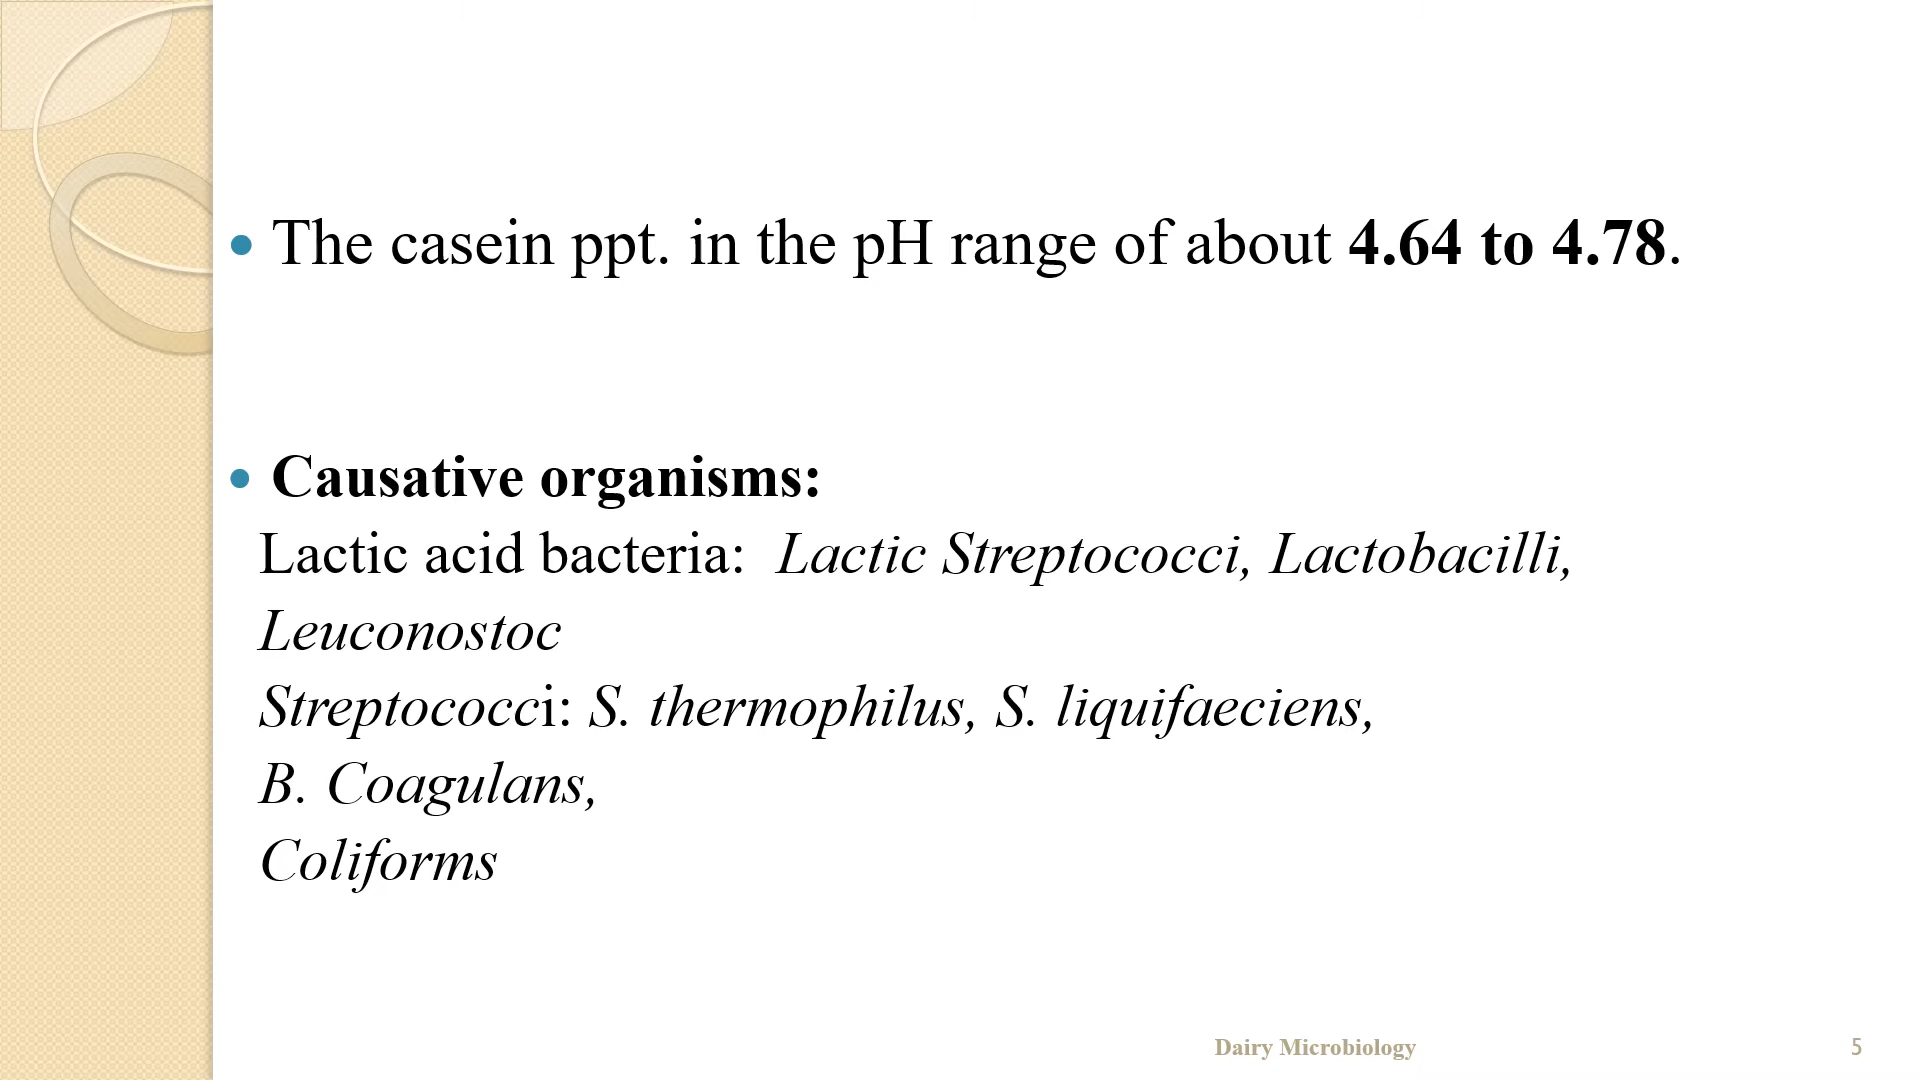 • The casein ppt. in the pH range of about 4.64 to 4.78.
• Causative organisms:
Lactic acid bacteria: Lactic Streptococci, Lactobacilli,
Leuconostoc
Streptococci: S. thermophilus, S. liquifaeciens,
B. Coagulans,
Coliforms
Dairy Microbiology
5